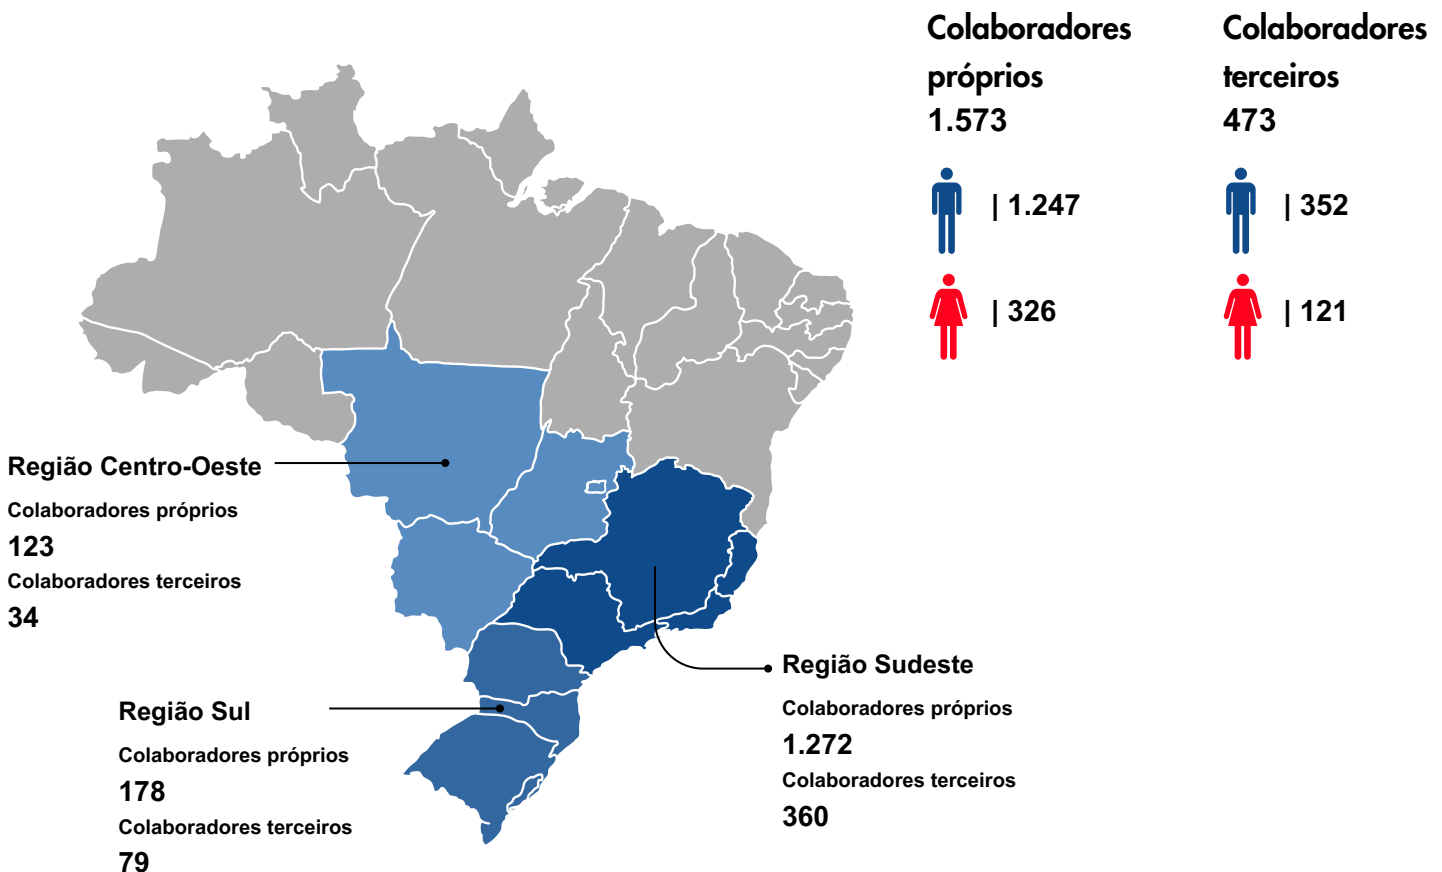 Colaboradores
próprios
1.573
| 1.247
| 326
Colaboradores
terceiros
473
| 352
| 121
Região Centro-Oeste
Colaboradores próprios
123
Colaboradores terceiros
34
Região Sul
Colaboradores próprios
178
Colaboradores terceiros
79
Região Sudeste
Colaboradores próprios
1.272
Colaboradores terceiros
360